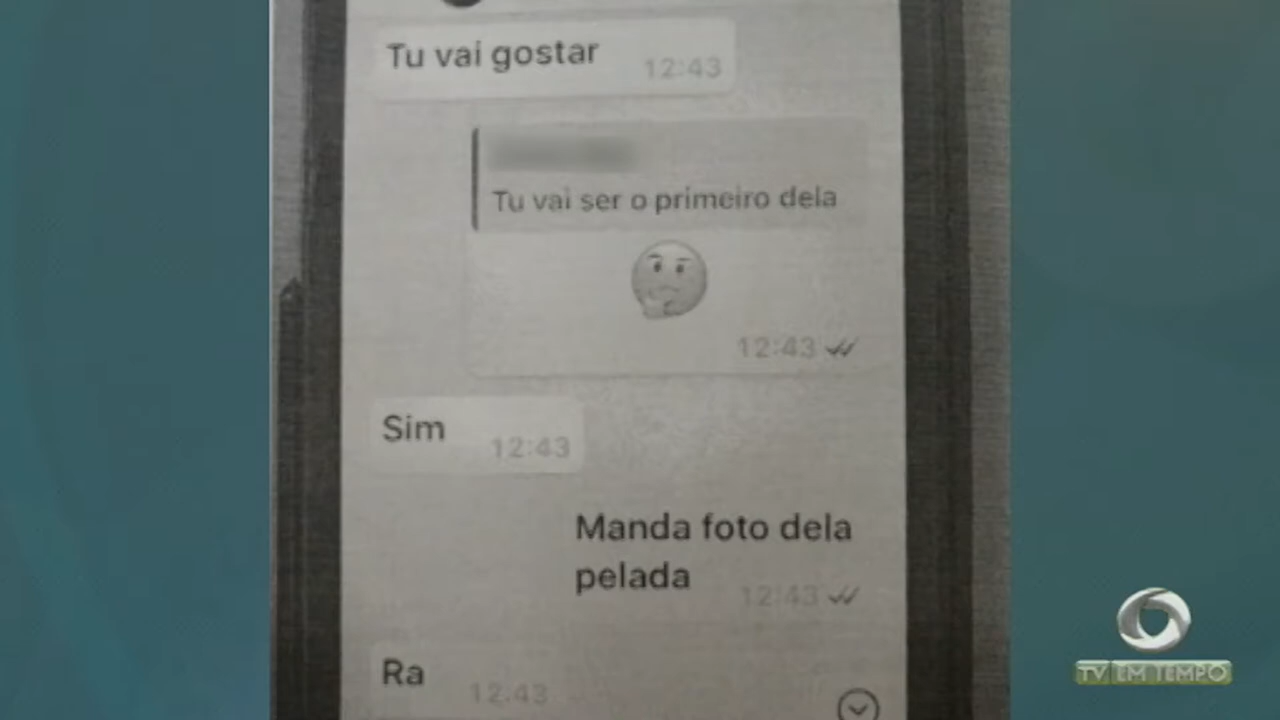 Tu vai gostar
12:43
Tu vai ser o primeiro dela
12:43
Sim
12:43
Manda foto dela
pelada
12:43
Ra
12:43
TV EM TEMPO